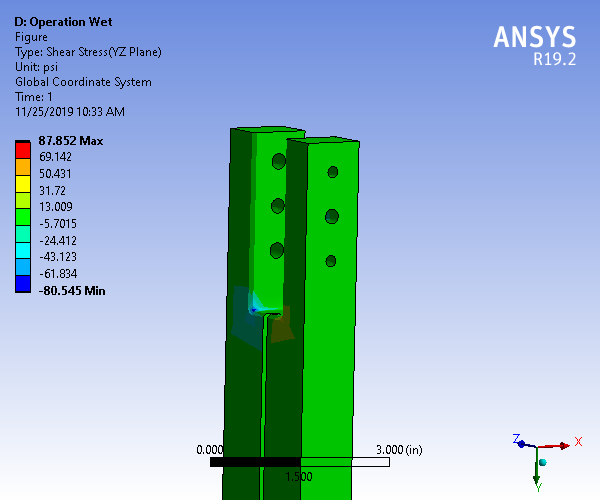 D: Operation Wet
Figure
Type: Shear Stress(YZ Plane)
Unit: psi
Global Coordinate System
Time: 1
11/25/2019 10:33 AM
ANSYS
R19.2
87.852 Max
69.142
50.431
31.72
13.009
-5.7015
-24.412
-43.123
-61.834
-80.545 Min
0.000
3.000 (in)
1.500
Z
X
Y